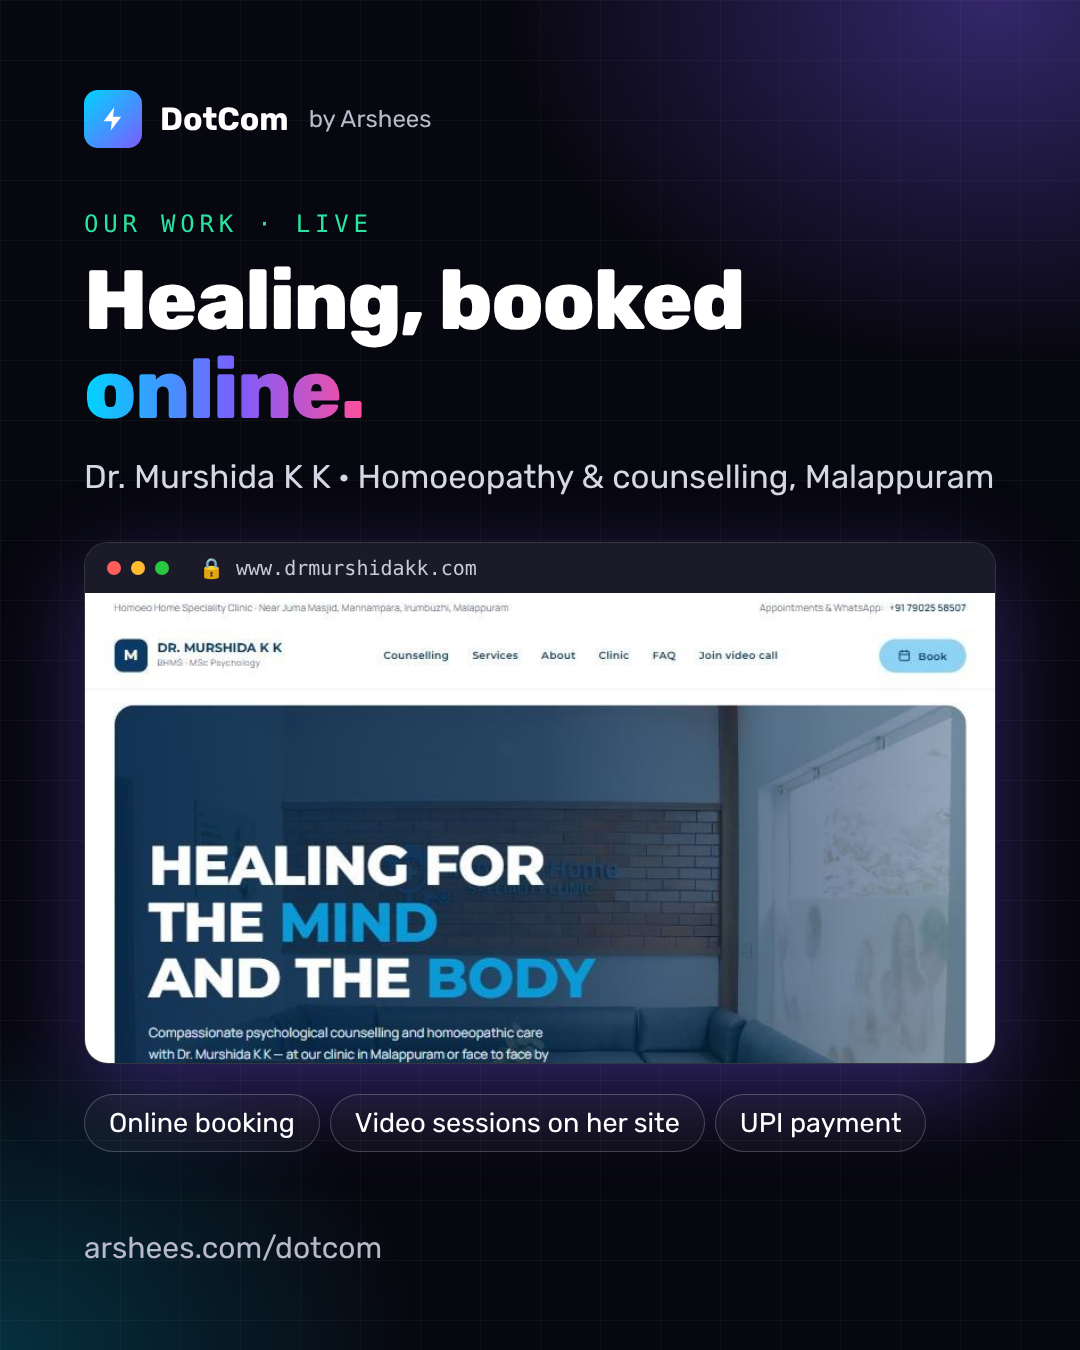 DotCom by Arshees
OUR WORK · LIVE
Healing, booked
online.
Dr. Murshida K K • Homoeopathy & counselling, Malappuram
www.drmurshidakk.com
Homoeo Home Speciality Clinic · Near Juma Masjid, Mannampara, Irumbuzhi, Malappuram
Appointments & WhatsApp: +91 79025 58507
M
DR. MURSHIDA K K
BHMS · MSc Psychology
Counselling Services About Clinic FAQ Join video call
Book
HEALING FOR
THE MIND
AND THE BODY
Home
Compassionate psychological counselling and homoeopathic care
with Dr. Murshida K K — at our clinic in Malappuram or face to face by
Online booking
Video sessions on her site
UPI payment
arshees.com/dotcom